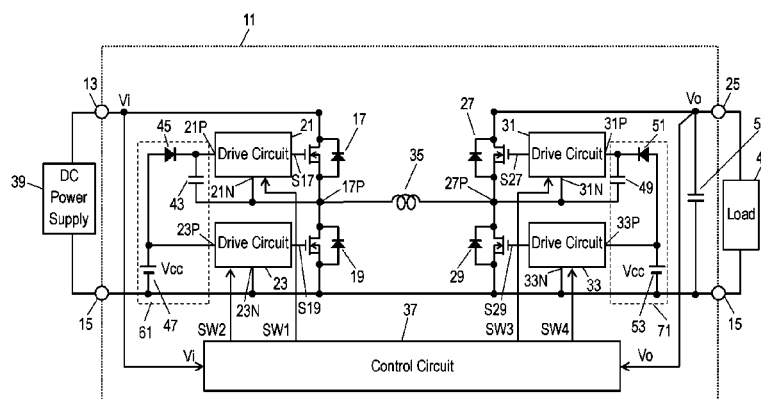 11
13
Vi
25
Vo
45
21P
21
17
27
31
31P
51
35
39
DC
Power
Supply
Drive Circuit
S17
S27
Drive Circuit
43
21N
17P
27P
31N
49
Load
23P
Drive Circuit
Drive Circuit
33P
Vcc
Vcc
19
29
23N
23
S19
S29
33N
33
15
61
47
SW2
SW1
37
SW3
SW4
53
71
15
Vi
Control Circuit
Vo